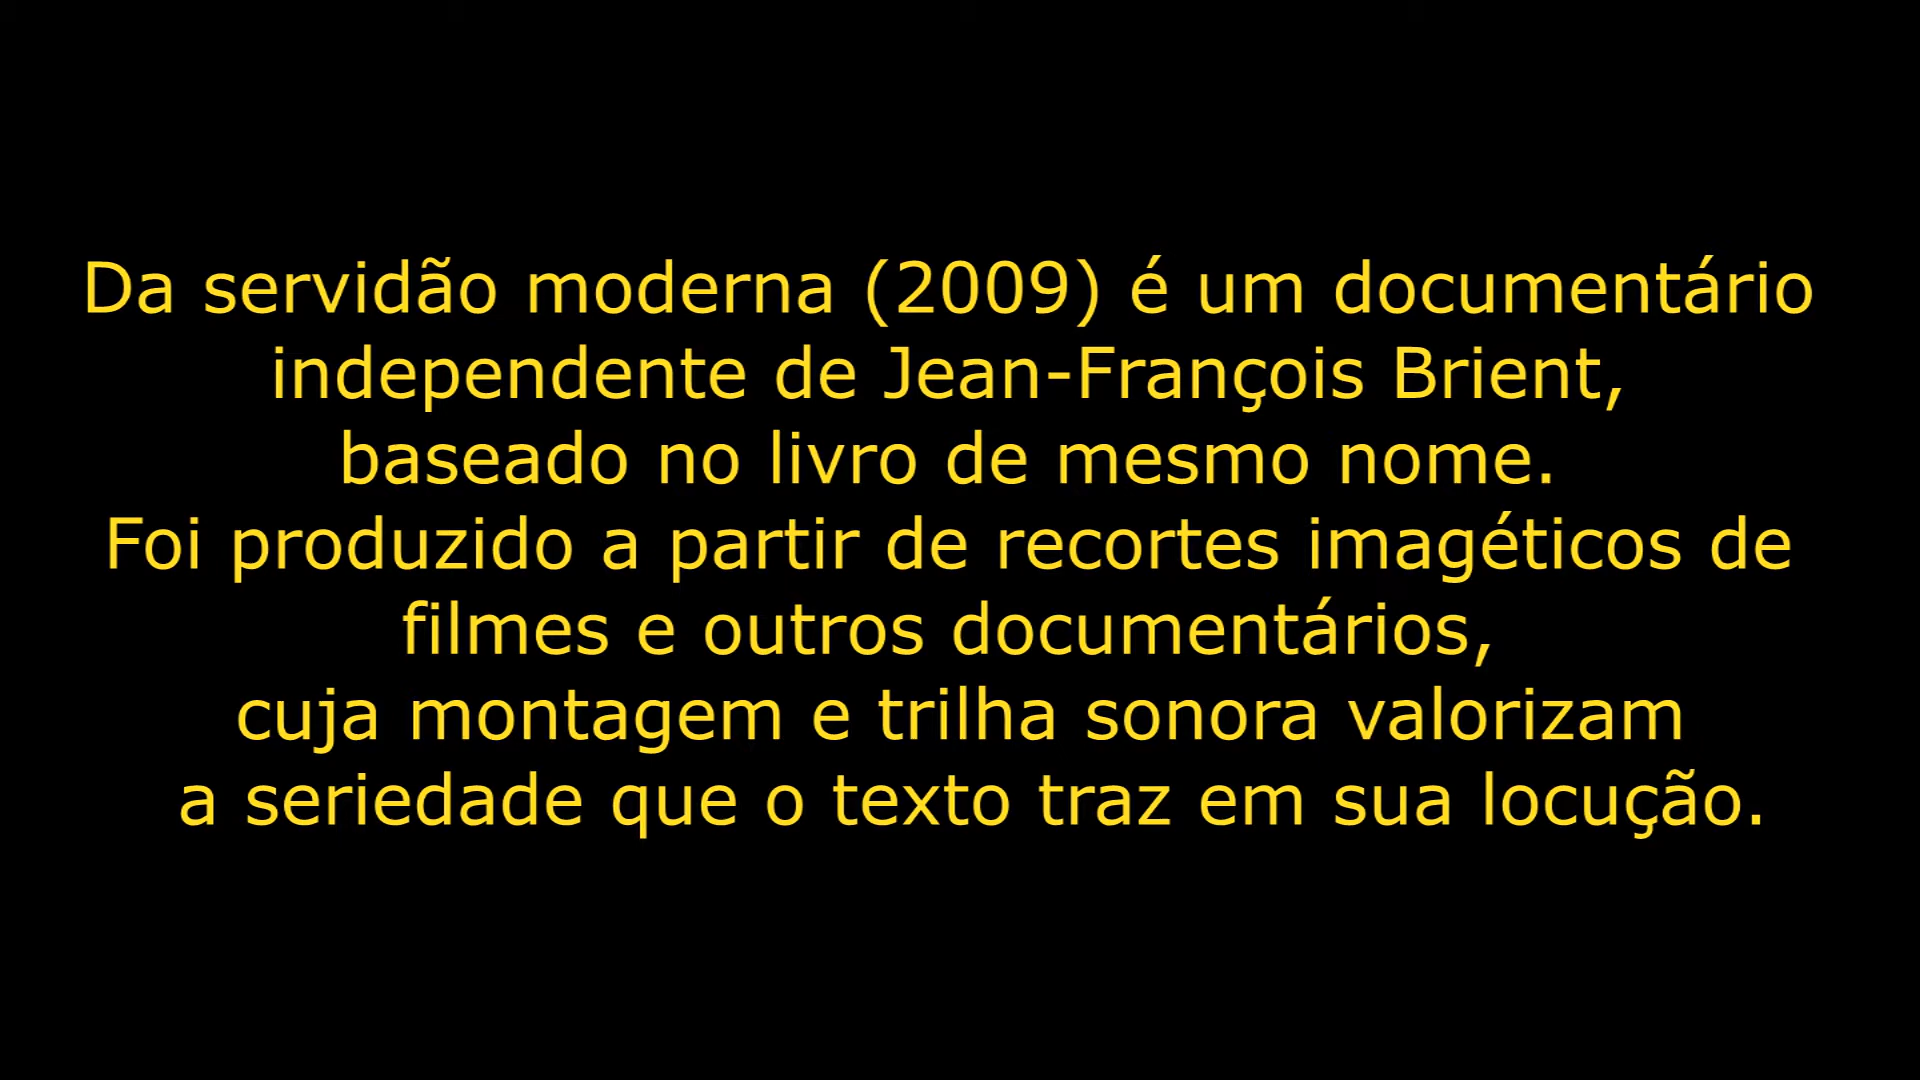 Da servidão moderna (2009) é um documentário
independente de Jean-François Brient,
baseado no livro de mesmo nome.
Foi produzido a partir de recortes imagéticos de
filmes e outros documentários,
cuja montagem e trilha sonora valorizam
a seriedade que o texto traz em sua locução.